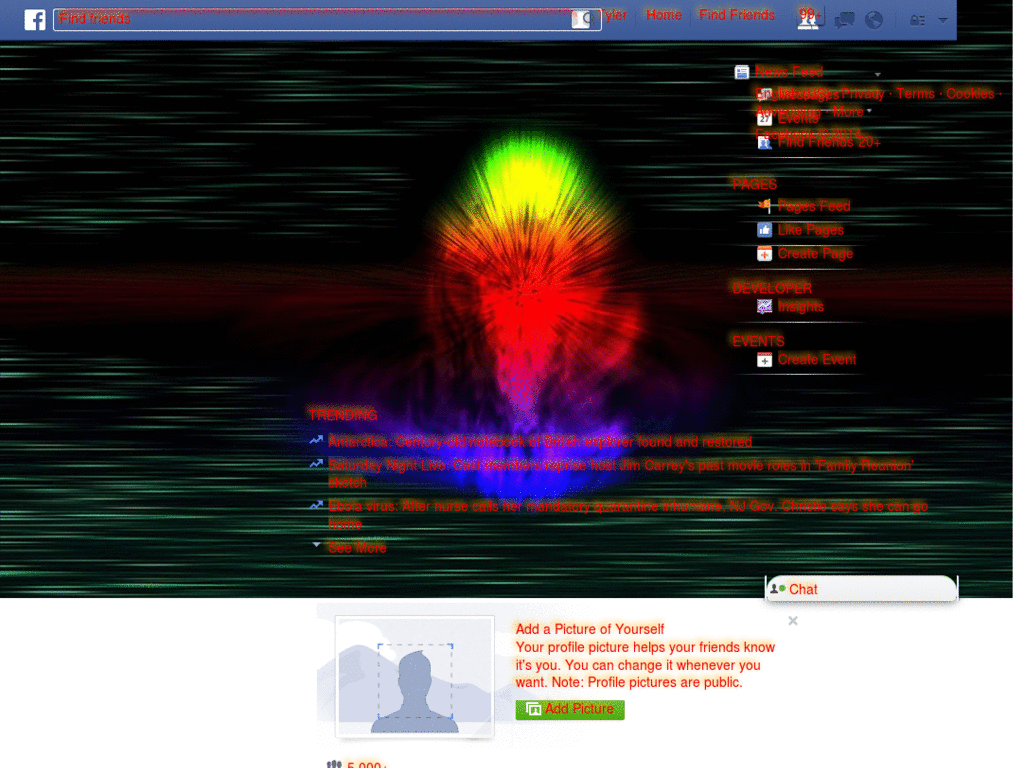 f
Find friends
Tyler
Home
Find Friends
99+
News Feed
Messages
Privacy · Terms · Cookies ·
Advertising · More
27
Events
Facebook © 2014
Find Friends 20+
PAGES
Pages Feed
Like Pages
Create Page
DEVELOPER
Insights
EVENTS
Create Event
TRENDING
Antarctica: Century-old notebook of British explorer found and restored
Saturday Night Live: Cast members reprise host Jim Carrey's past movie roles in 'Family Reunion'
sketch
Ebola virus: After nurse calls her mandatory quarantine inhumane, NJ Gov. Christie says she can go
home
See More
Chat
Add a Picture of Yourself
Your profile picture helps your friends know
it's you. You can change it whenever you
want. Note: Profile pictures are public.
Add Picture
5,000+